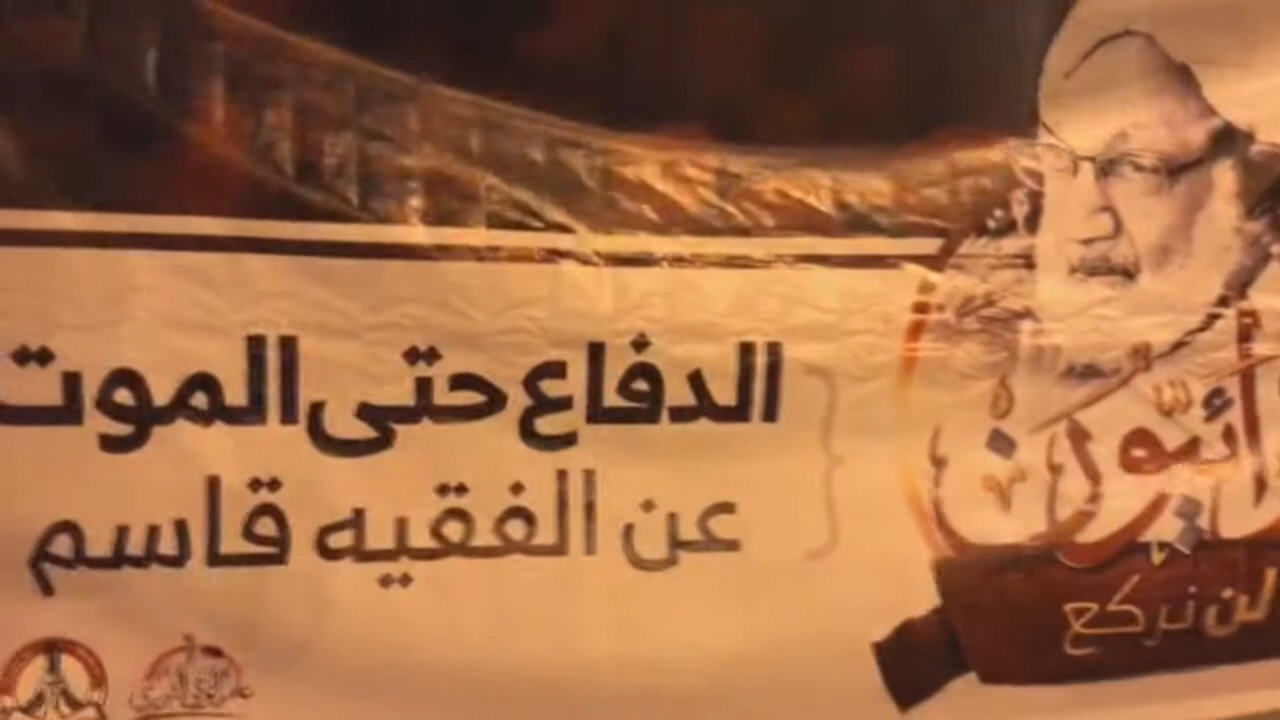 الدفاع حتى الموت
عن الفقيه قاسم
لن نركع